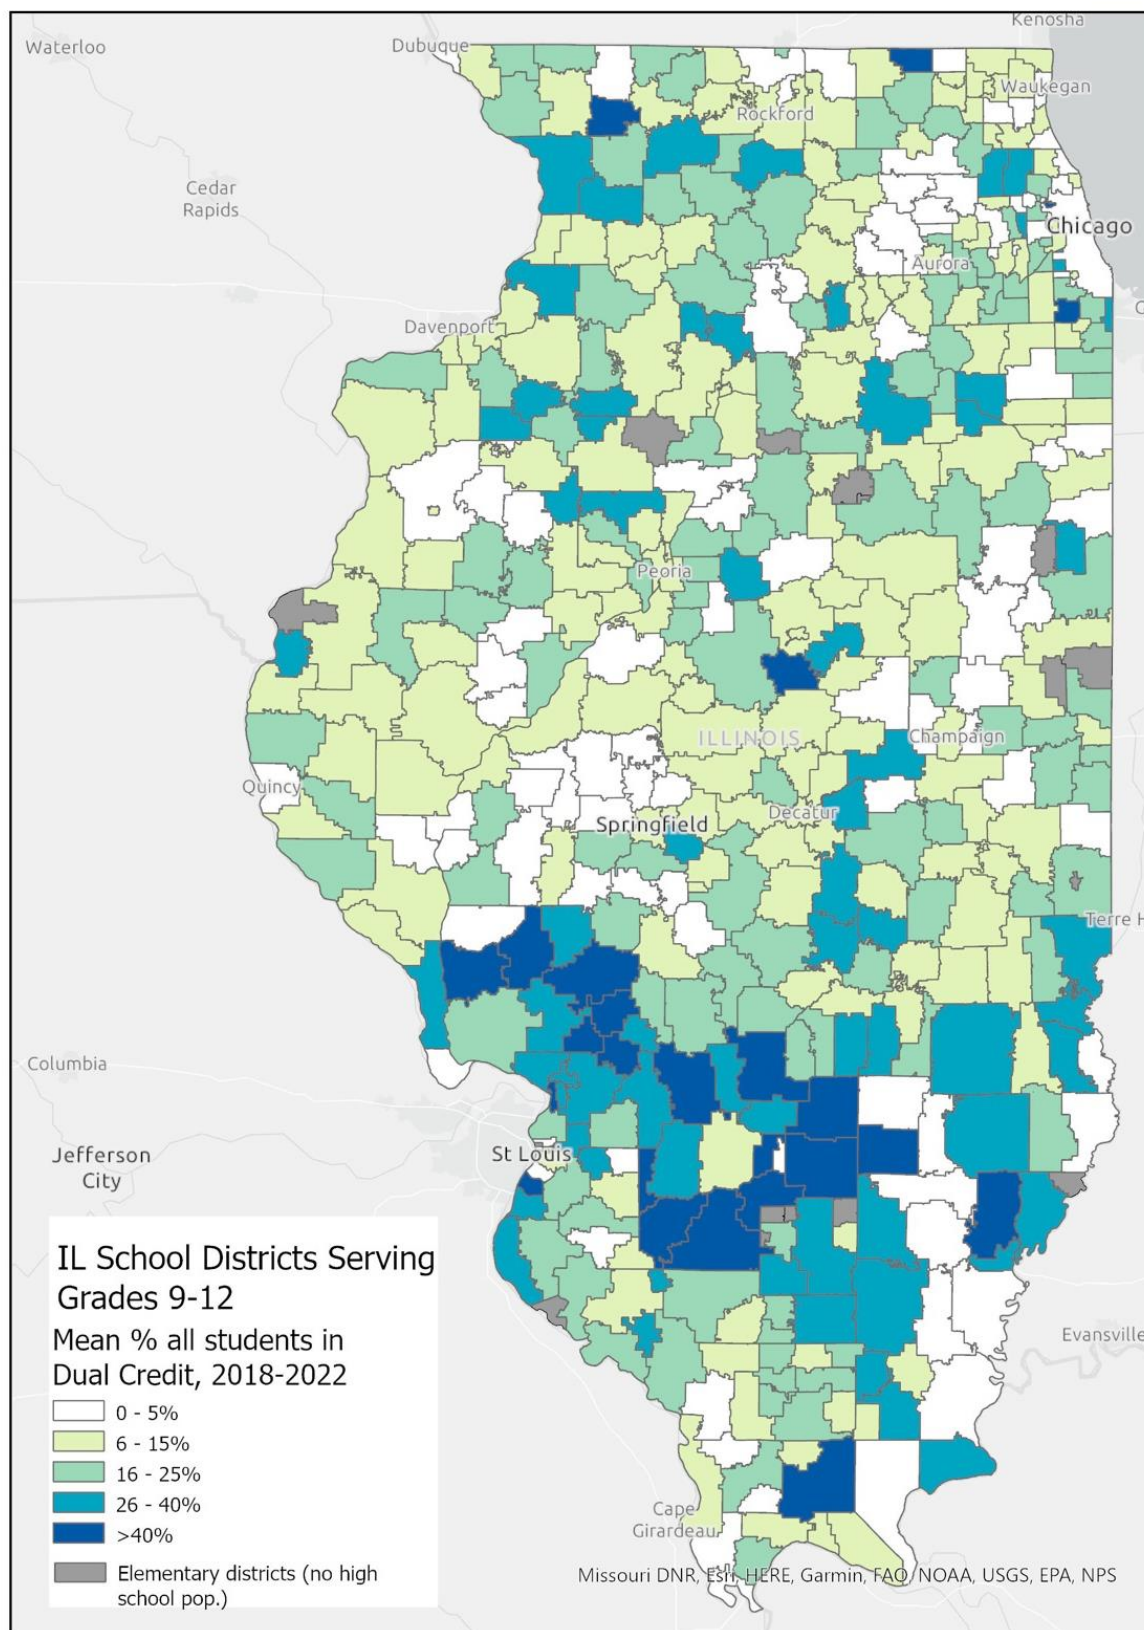 Kenosha
Waterloo
Dubuque
Waukegan
Rockford
Cedar
Rapids
Chicago
Aurora
Davenport
Peoria
ILLINOIS
Champaign
Quincy
Decatur
Springfield
Terre H
Columbia
Jefferson
City
St Louis
Evansville
Cape
Girardeau
IL School Districts Serving
Grades 9-12
Mean % all students in
Dual Credit, 2018-2022
0 - 5%
6 - 15%
16 - 25%
26 - 40%
>40%
Elementary districts (no high
school pop.)
Missouri DNR, Esri, HERE, Garmin, FAO, NOAA, USGS, EPA, NPS